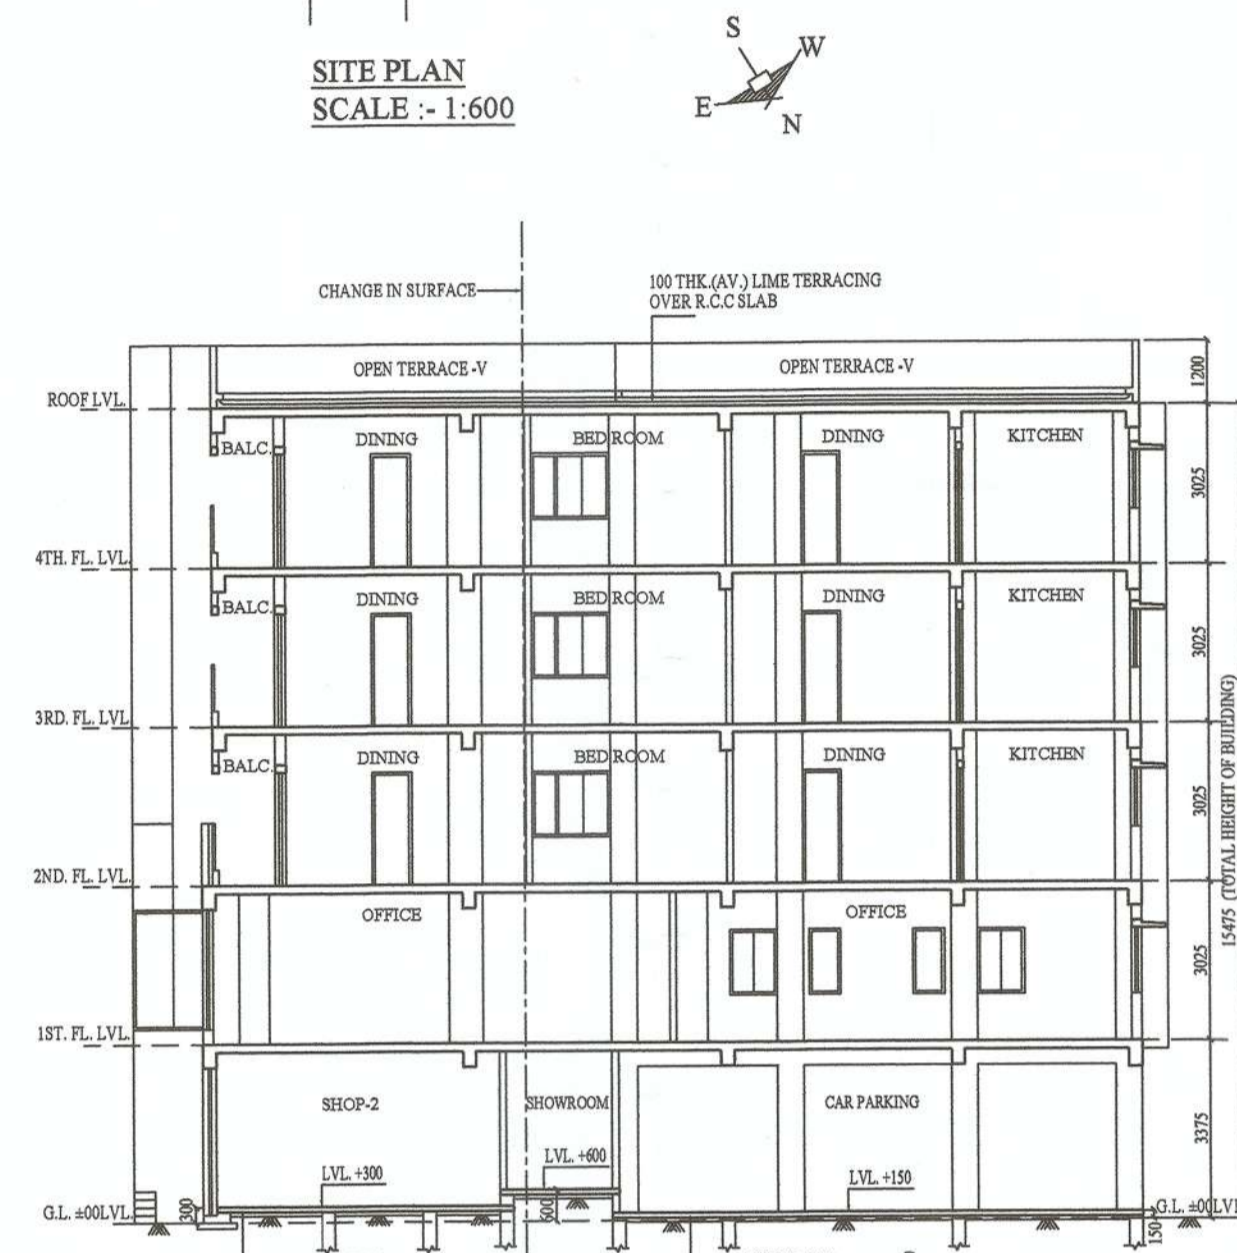 SITE PLAN
SCALE :- 1:600
S
W
E
N
CHANGE IN SURFACE
100 THK.(AV.) LIME TERRACING
OVER R.C.C SLAB
OPEN TERRACE -V
OPEN TERRACE -V
1200
ROOF LVL.
BALC.
DINING
BED ROOM
DINING
KITCHEN
3025
4TH. FL. LVL.
BALC.
DINING
BED ROOM
DINING
KITCHEN
3025
3RD. FL. LVL
BALC.
DINING
BED ROOM
DINING
KITCHEN
3025
15475 (TOTAL HEIGHT OF BUILDING)
2ND. FL. LVL.
OFFICE
OFFICE
3025
1ST. FL. LVL.
SHOP-2
SHOWROOM
CAR PARKING
3375
LVL. +300
LVL. +600
LVL. +150
G.L. ±00LVL.
300
600
G.L. ±00LVL
150